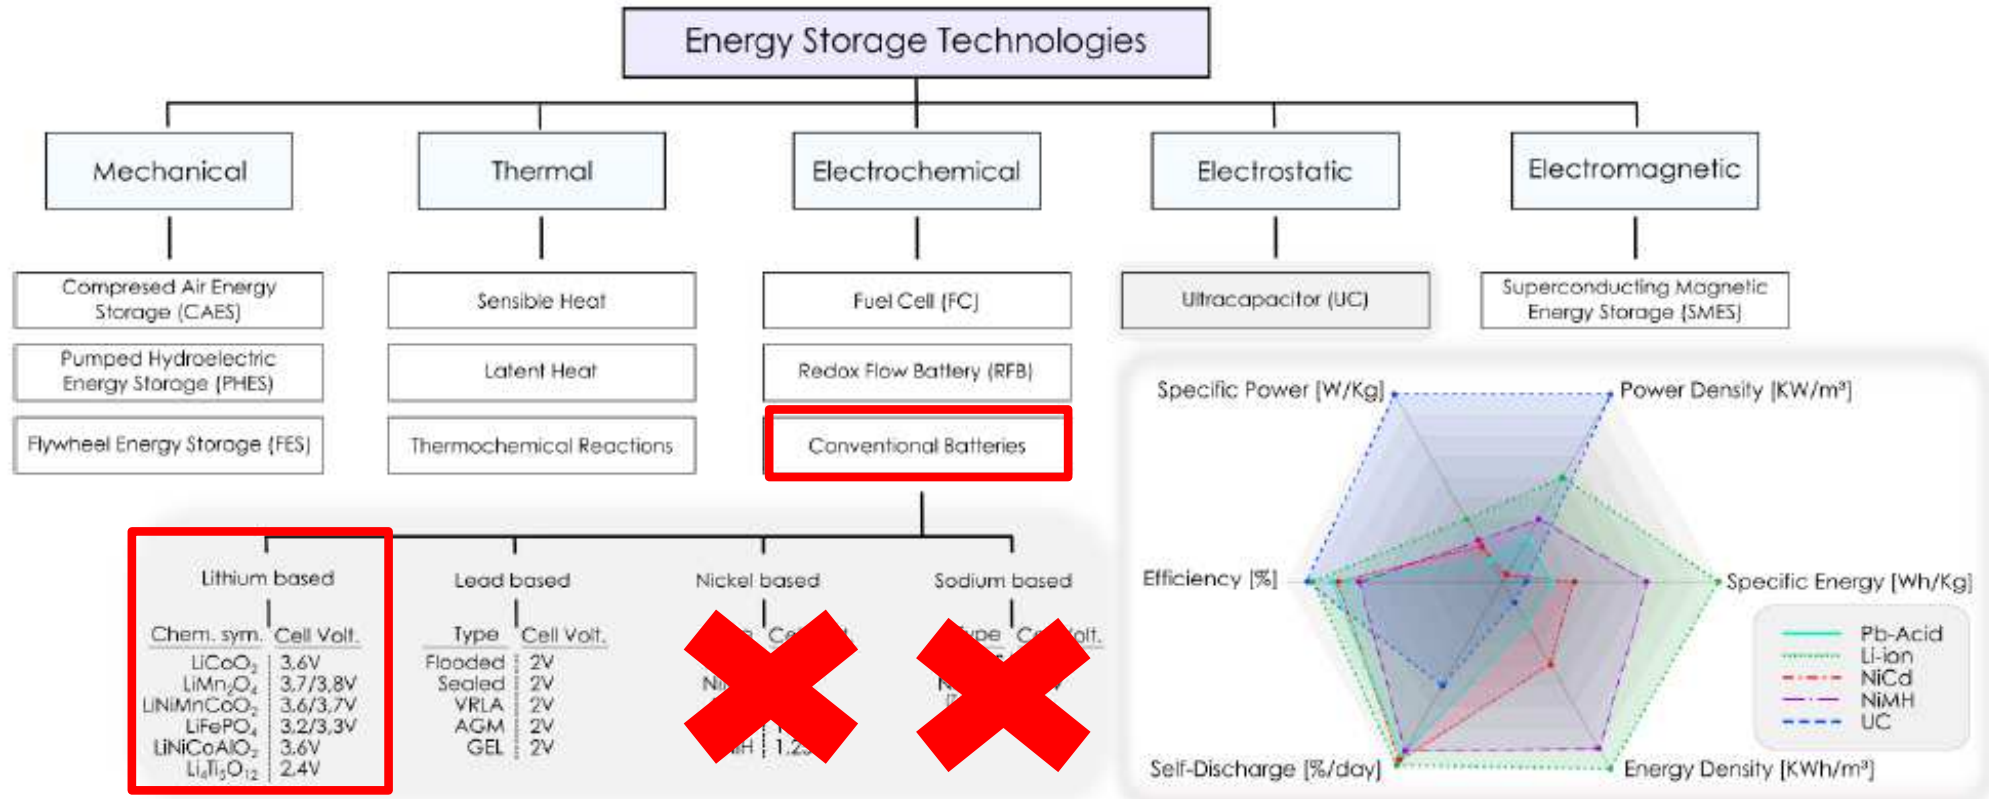 Energy Storage Technologies
Mechanical
Thermal
Electrochemical
Electrostatic
Electromagnetic
Compresed Air Energy
Storage (CAES)
Sensible Heat
Fuel Cell (FC)
Ultracapacitor (UC)
Superconducting Magnetic
Energy Storage (SMES)
Pumped Hydroelectric
Energy Storage (PHES)
Latent Heat
Redox Flow Battery (RFB)
Flywheel Energy Storage (FES)
Thermochemical Reactions
Conventional Batteries
Lithium based
Chem. sym. Cell Volt.
LiCoO₂ 3,6V
LiMn₂O₄ 3,7/3,8V
LiNiMnCoO₂ 3,6/3,7V
LiFePO₄ 3,2/3,3V
LiNiCoAlO₂ 3,6V
Li₄Ti₅O₁₂ 2,4V
Lead based
Type Cell Volt.
Flooded 2V
Sealed 2V
VRLA 2V
AGM 2V
GEL 2V
Nickel based
Sodium based
Specific Power [W/Kg]
Power Density [KW/m³]
Efficiency [%]
Specific Energy [Wh/Kg]
Self-Discharge [%/day]
Energy Density [KWh/m³]
Pb-Acid
Li-ion
NiCd
NiMH
UC